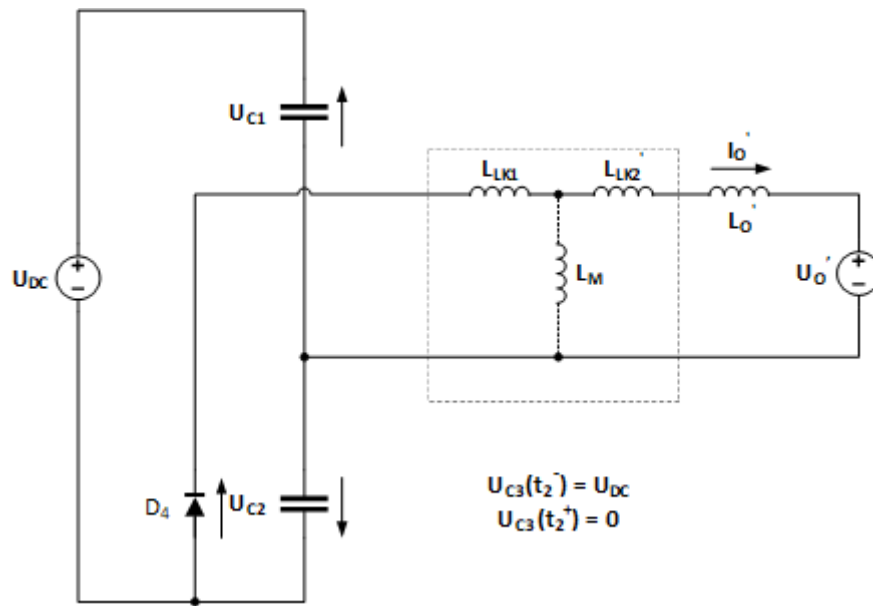 U_C1
L_LK1
L_LK2'
I_O'
L_O'
U_DC
+
−
L_M
U_O'
+
−
D_4
U_C2
U_C3(t_2^-) = U_DC
U_C3(t_2^+) = 0